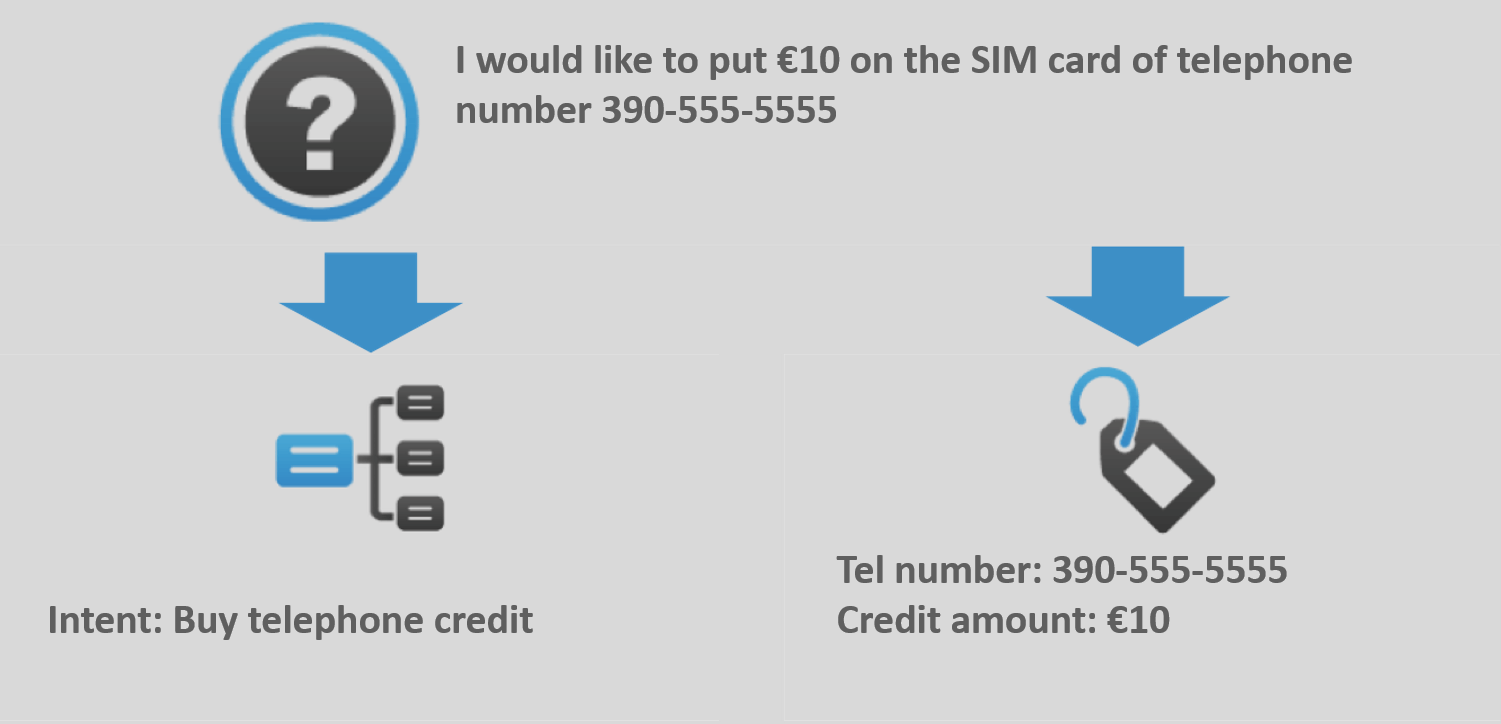 I would like to put €10 on the SIM card of telephone
number 390-555-5555
Intent: Buy telephone credit
Tel number: 390-555-5555
Credit amount: €10